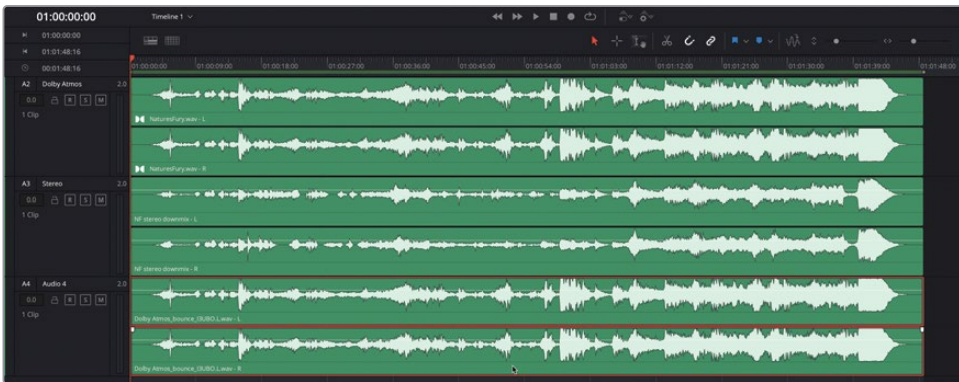 01:00:00:00 Timeline 1
01:00:00:00
01:01:48:16
00:01:48:16
01:00:00:00 01:00:09:00 01:00:18:00 01:00:27:00 01:00:36:00 01:00:45:00 01:00:54:00 01:01:03:00 01:01:12:00 01:01:21:00 01:01:30:00 01:01:39:00 01:01:48:00
A2 Dolby Atmos 2.0
0.0 R S M
1 Clip
NaturesFury.wav - L
NaturesFury.wav - R
A3 Stereo 2.0
0.0 R S M
1 Clip
NF stereo downmix - L
NF stereo downmix - R
A4 Audio 4 2.0
0.0 R S M
1 Clip
Dolby Atmos_bounce_I3UBO.L.wav - L
Dolby Atmos_bounce_I3UBO.L.wav - R